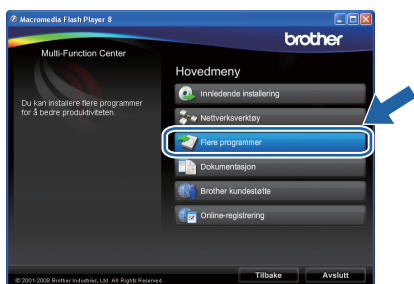 Macromedia Flash Player 8
brother
Multi-Function Center
Hovedmeny
Du kan installere flere programmer
for å bedre produktiviteten.
Innledende installering
Nettverksverktøy
Flere programmer
Dokumentasjon
Brother kundestøtte
Online-registrering
© 2001-2008 Brother Industries, Ltd. All Rights Reserved.
Tilbake
Avslutt